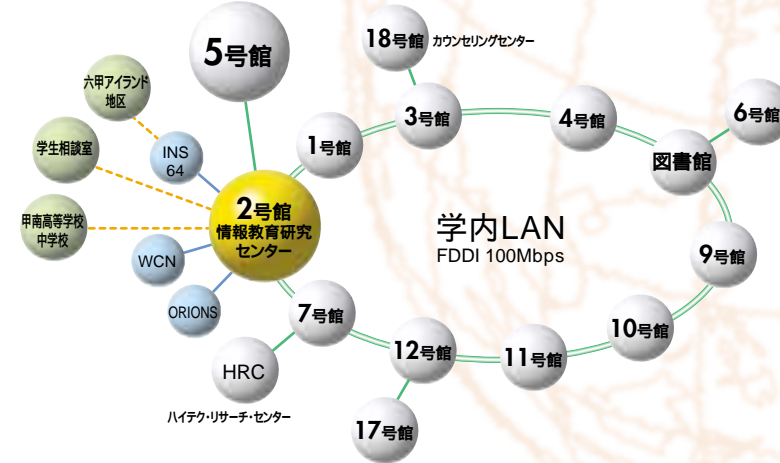 5号館
18号館 カウンセリングセンター
六甲アイランド
地区
学生相談室
甲南高等学校
中学校
INS
64
WCN
ORIONS
2号館
情報教育研究
センター
1号館
3号館
4号館
6号館
図書館
学内LAN
FDDI 100Mbps
9号館
10号館
11号館
12号館
7号館
HRC
ハイテク・リサーチ・センター
17号館